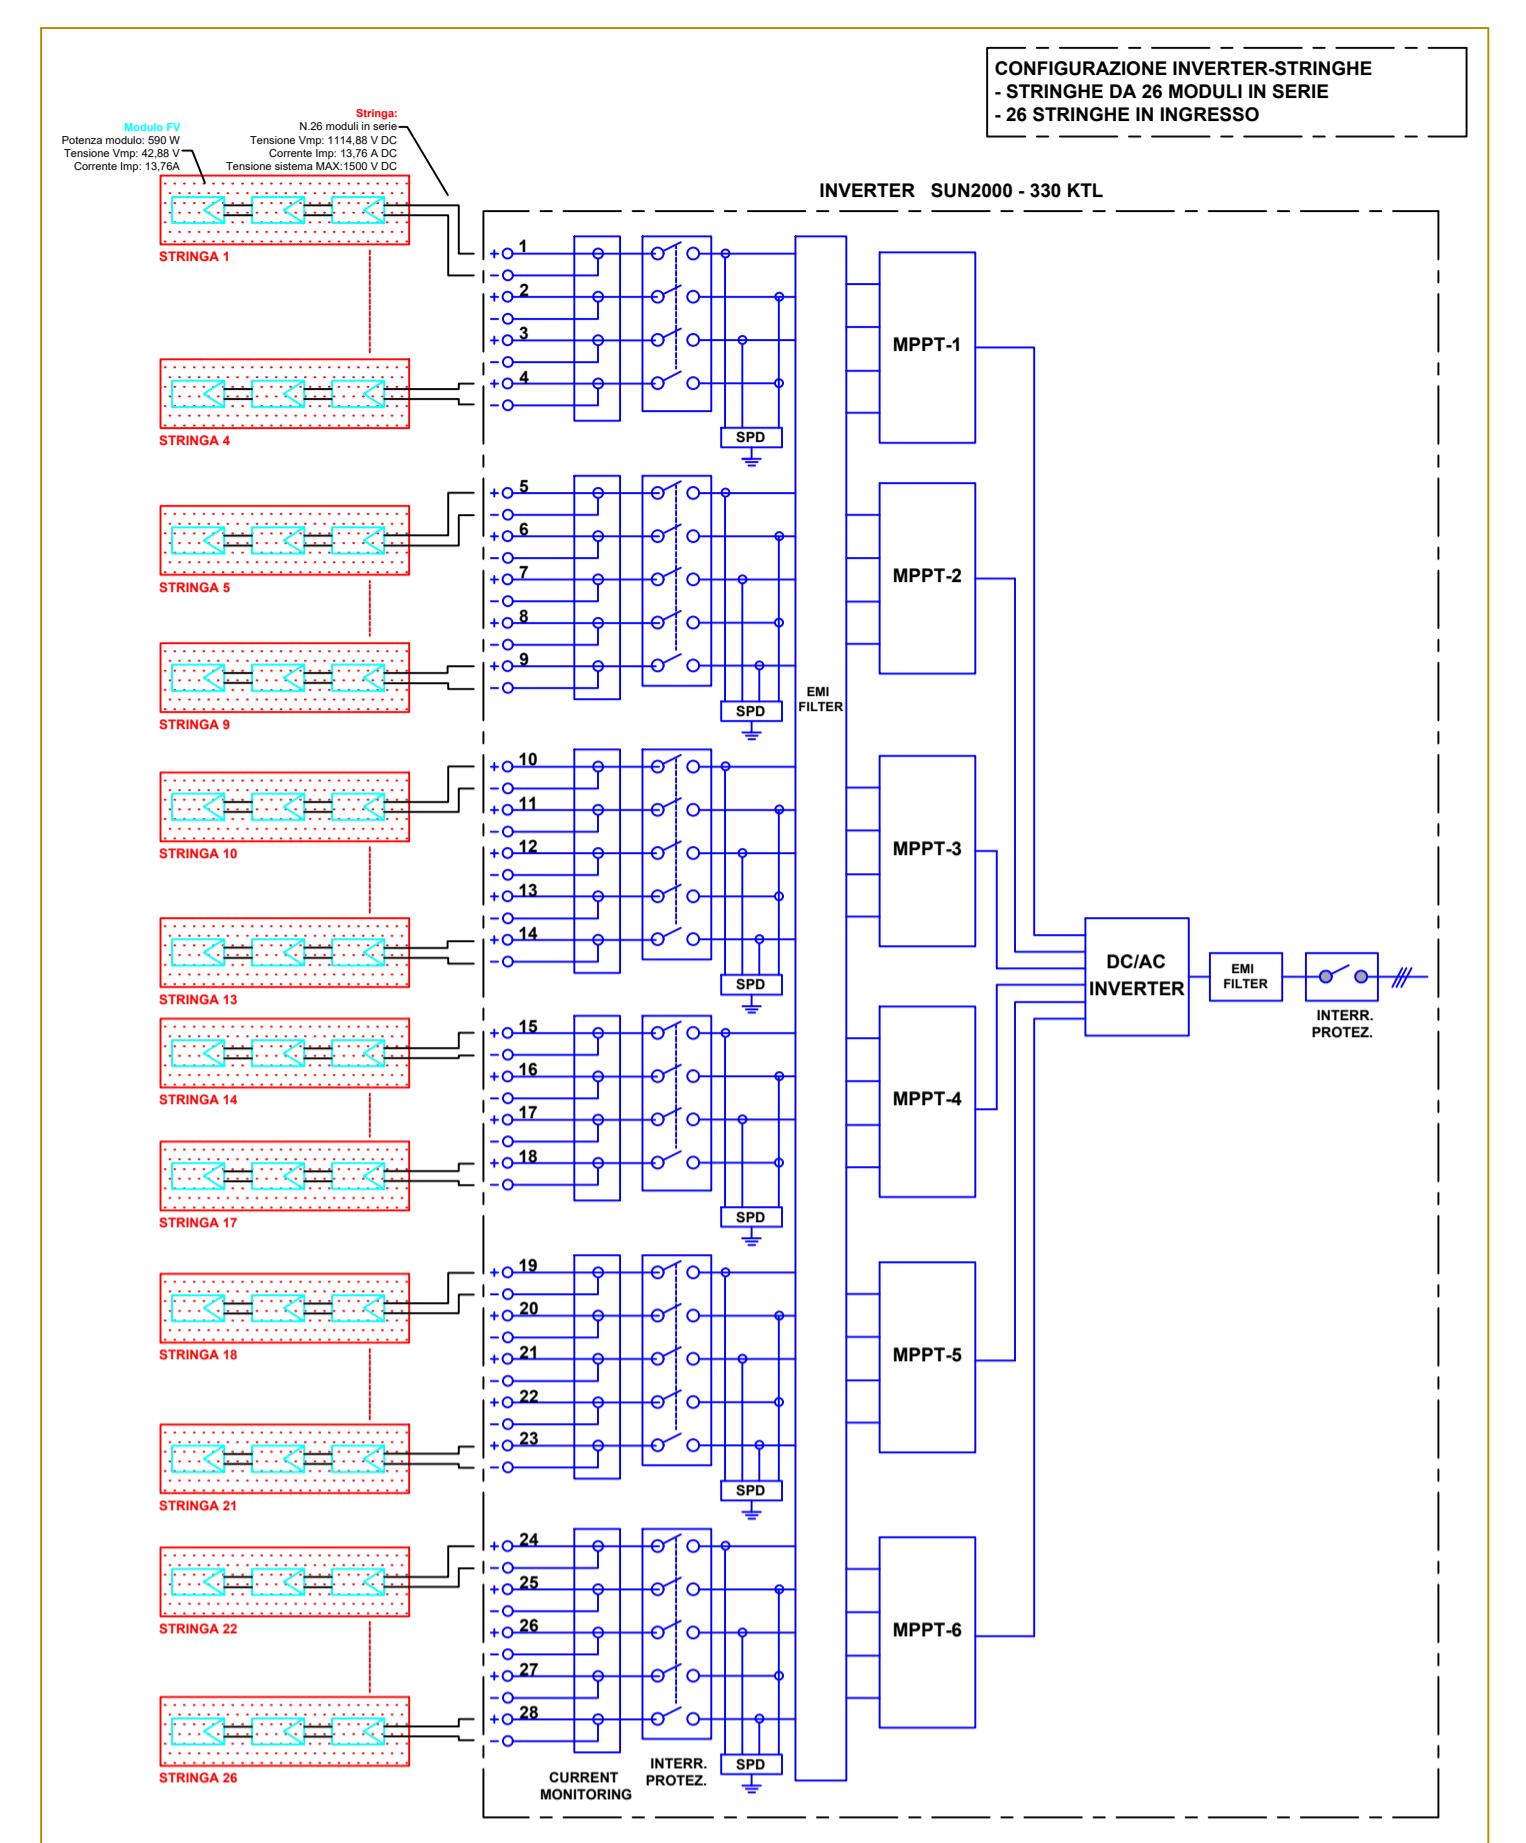 CONFIGURAZIONE INVERTER-STRINGHE
- STRINGHE DA 26 MODULI IN SERIE
- 26 STRINGHE IN INGRESSO
Modulo FV
Potenza modulo: 590 W
Tensione Vmp: 42,88 V
Corrente Imp: 13,76A
Stringa:
N.26 moduli in serie
Tensione Vmp: 1114,88 V DC
Corrente Imp: 13,76 A DC
Tensione sistema MAX:1500 V DC
INVERTER SUN2000 - 330 KTL
STRINGA 1
+ 1
-
+ 2
-
+ 3
-
+ 4
-
STRINGA 4
SPD
MPPT-1
+ 5
-
+ 6
-
+ 7
-
+ 8
-
+ 9
-
STRINGA 5
STRINGA 9
SPD
MPPT-2
EMI
FILTER
+ 10
-
+ 11
-
+ 12
-
+ 13
-
+ 14
-
STRINGA 10
STRINGA 13
SPD
MPPT-3
DC/AC
INVERTER
EMI
FILTER
INTERR.
PROTEZ.
+ 15
-
+ 16
-
+ 17
-
+ 18
-
STRINGA 14
STRINGA 17
SPD
MPPT-4
+ 19
-
+ 20
-
+ 21
-
+ 22
-
+ 23
-
STRINGA 18
STRINGA 21
SPD
MPPT-5
+ 24
-
+ 25
-
+ 26
-
+ 27
-
+ 28
-
STRINGA 22
STRINGA 26
SPD
MPPT-6
CURRENT
MONITORING
INTERR.
PROTEZ.